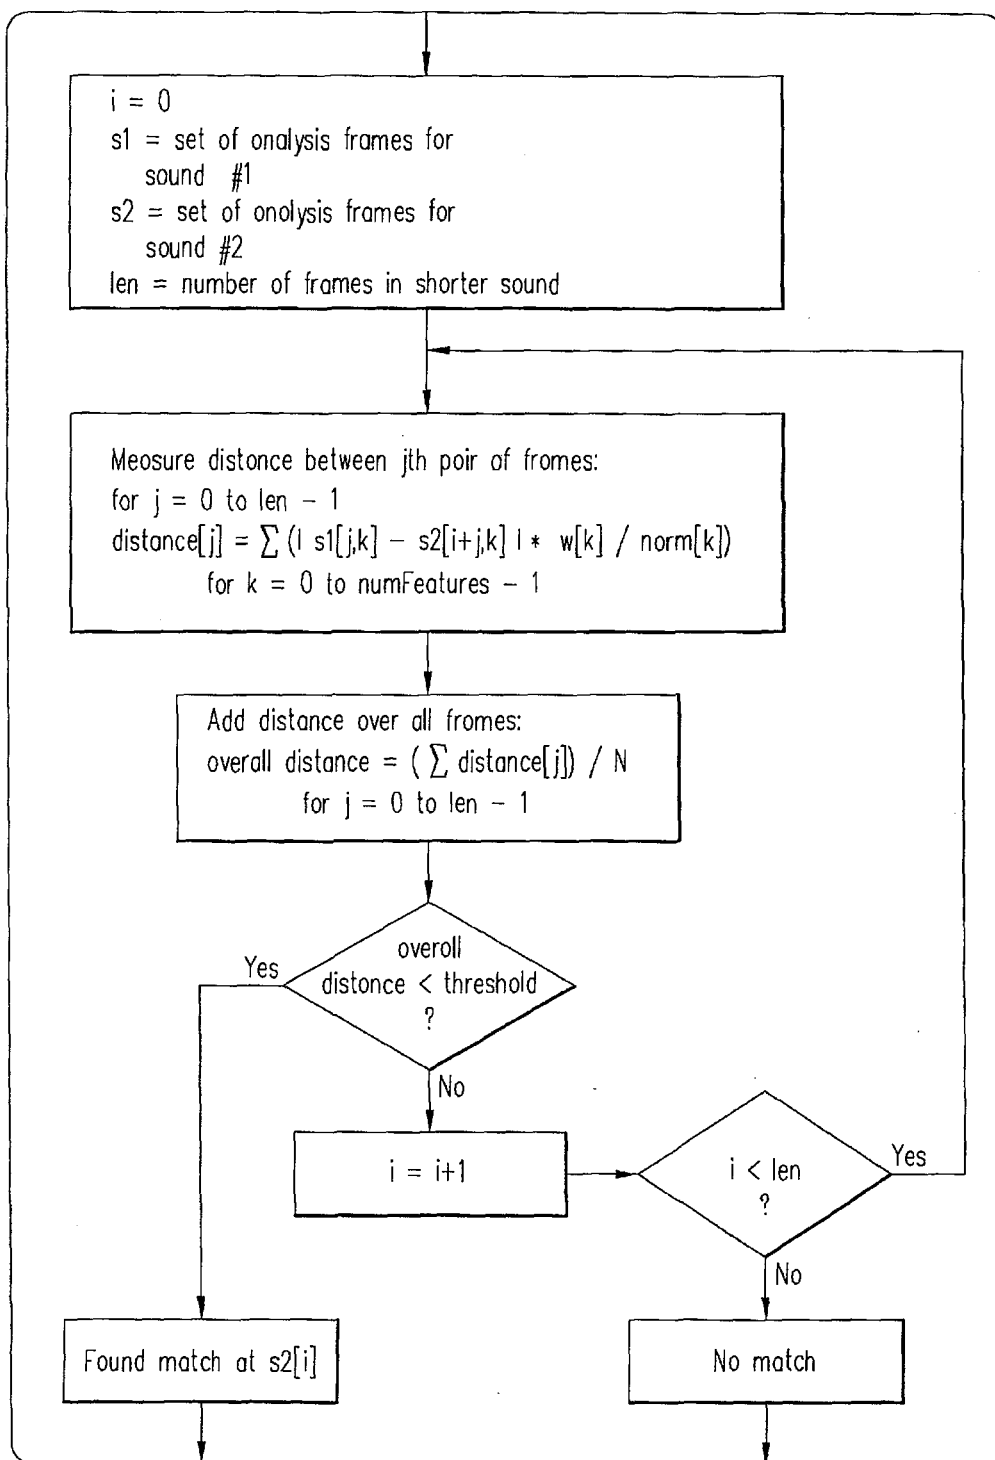 i = 0
s1 = set of onalysis frames for
sound #1
s2 = set of onolysis frames for
sound #2
len = number of frames in shorter sound
Meosure distonce between jth poir of fromes:
for j = 0 to len - 1
distance[j] = ∑ (| s1[j,k] - s2[i+j,k] | * w[k] / norm[k])
for k = 0 to numFeatures - 1
Add distance over all fromes:
overall distance = ( ∑ distance[j]) / N
for j = 0 to len - 1
overoll
distonce < threshold
?
Yes
No
i = i+1
i < len
?
Yes
No
Found match at s2[i]
No match